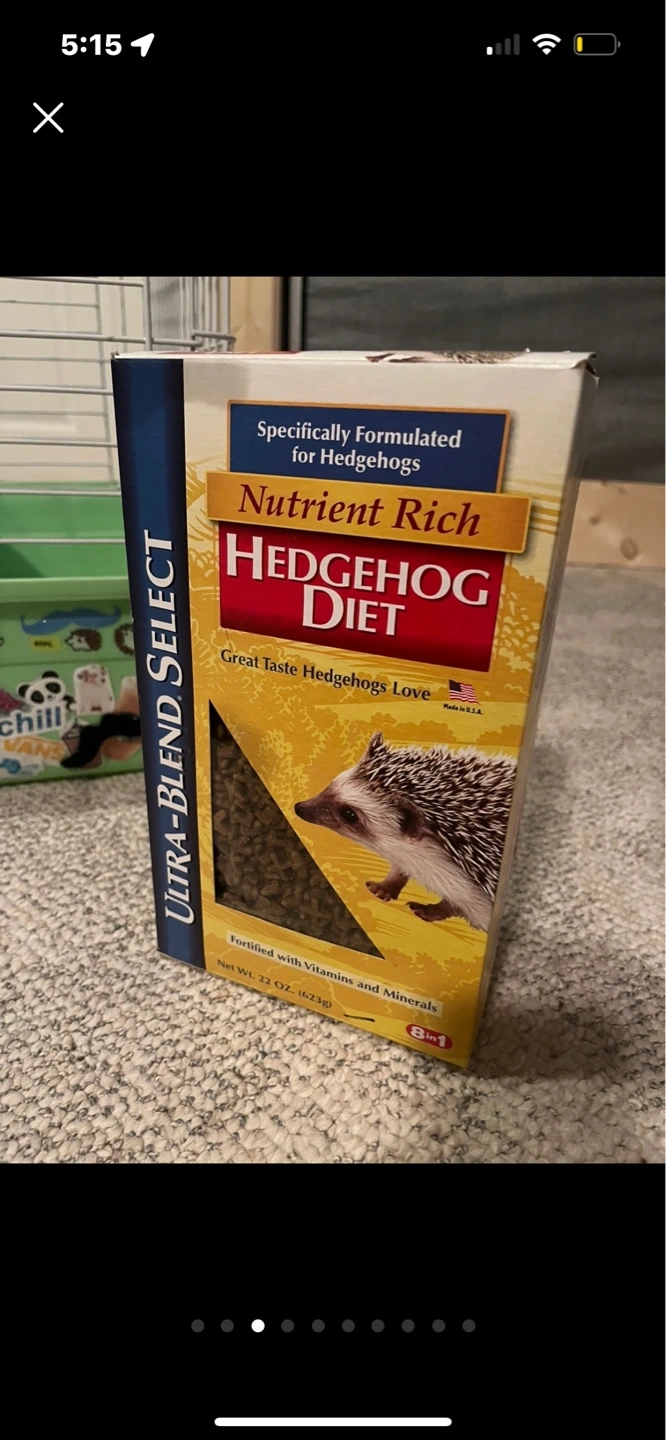 5:15
Specifically Formulated
for Hedgehogs
Nutrient Rich
HEDGEHOG
DIET
Great Taste Hedgehogs Love
Made in U.S.A.
ULTRA-BLEND SELECT
Fortified with Vitamins and Minerals
Net Wt. 22 OZ. (623g)
8in1
chill
VANS